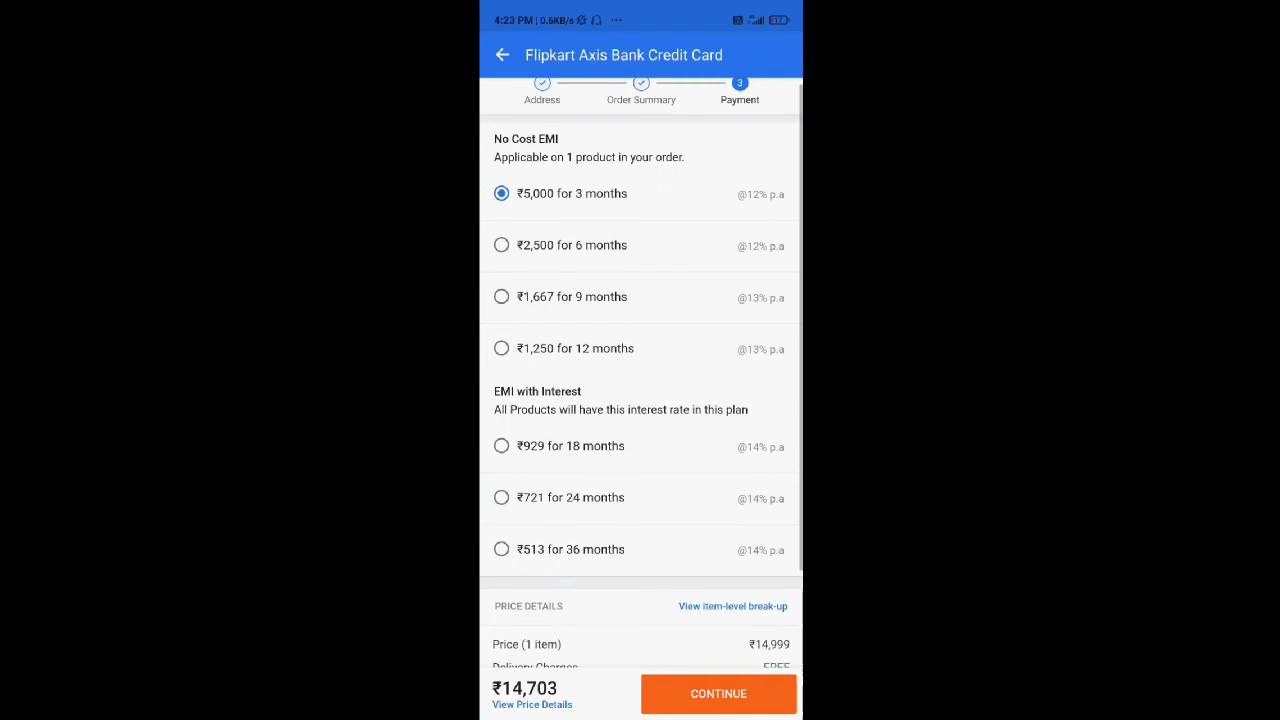 4:23 PM | 0.6KB/s
Flipkart Axis Bank Credit Card
3
Address
Order Summary
Payment
No Cost EMI
Applicable on 1 product in your order.
₹5,000 for 3 months @12% p.a
₹2,500 for 6 months @12% p.a
₹1,667 for 9 months @13% p.a
₹1,250 for 12 months @13% p.a
EMI with Interest
All Products will have this interest rate in this plan
₹929 for 18 months @14% p.a
₹721 for 24 months @14% p.a
₹513 for 36 months @14% p.a
PRICE DETAILS View item-level break-up
Price (1 item) ₹14,999
Delivery Charges FREE
₹14,703
View Price Details
CONTINUE